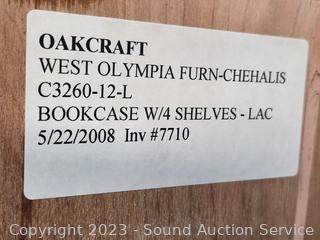 OAKCRAFT
WEST OLYMPIA FURN-CHEHALIS
C3260-12-L
BOOKCASE W/4 SHELVES - LAC
5/22/2008 Inv #7710
Copyright 2023 - Sound Auction Service